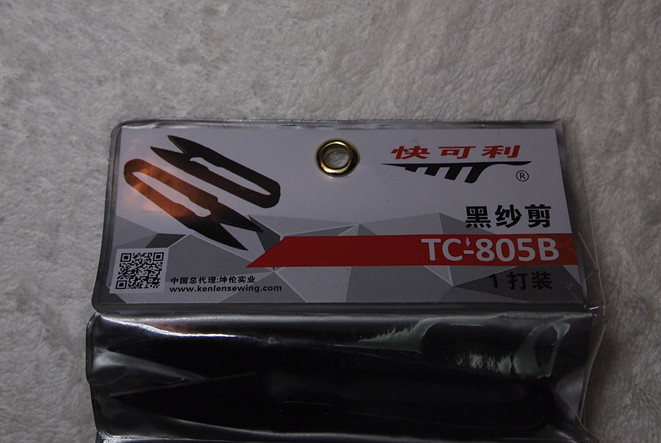 快可利
®
黑纱剪
TC-805B
1打装
中国总代理:坤伦实业
www.kenlensewing.com